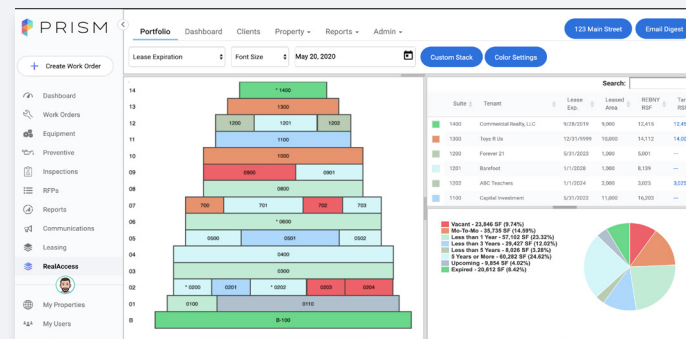 PRISM
Portfolio Dashboard Clients Property Reports Admin
123 Main Street Email Digest
Create Work Order
Lease Expiration Font Size May 20, 2020 Custom Stack Color Settings
Dashboard
Work Orders
Equipment
Preventive
Inspections
RFPs
Reports
Communications
Leasing
RealAccess
My Properties
My Users
14 * 1400
13 1300
12 1200 1201 1202
11 1100
10 1000
09 0900 0901
08 0800
07 700 701 702 703
06 * 0600
05 0500 0501 0502
04 0400
03 0300
02 * 0200 0201 * 0202 0203 0204
01 0100 0110
B B-100
Search:
Suite Tenant Lease Exp. Leased Area REBNY RSF Tar RSF
1400 Commercial Realty, LLC 9/28/2019 9,000 12,415 12,41
1300 Toys R Us 12/31/9999 10,000 14,112 14,00
1200 Forever 21 5/31/2023 1,000 5,001 --
1201 Barefoot 1/1/2028 1,000 8,139 --
1202 ABC Teachers 1/1/2024 2,000 3,023 3,025
1100 Capital Investment 5/31/2022 11,800 16,203 --
Vacant - 23,846 SF (9.74%)
Mo-To-Mo - 35,735 SF (14.59%)
Less than 1 Year - 57,102 SF (23.32%)
Less than 3 Years - 29,427 SF (12.02%)
Less than 5 Years - 8,026 SF (3.28%)
5 Years or More - 60,282 SF (24.62%)
Upcoming - 9,854 SF (4.02%)
Expired - 20,612 SF (8.42%)